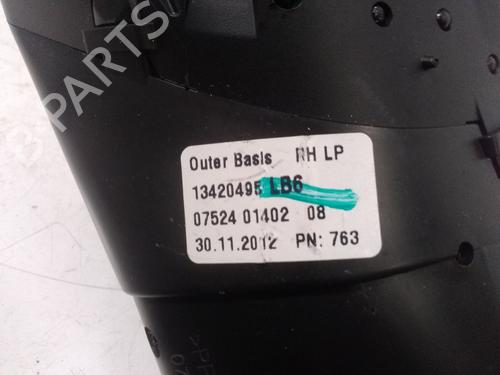 Outer Basis RH LP
13420495 LB6
07524 01402 08
30.11.2012 PN: 763
B-PARTS